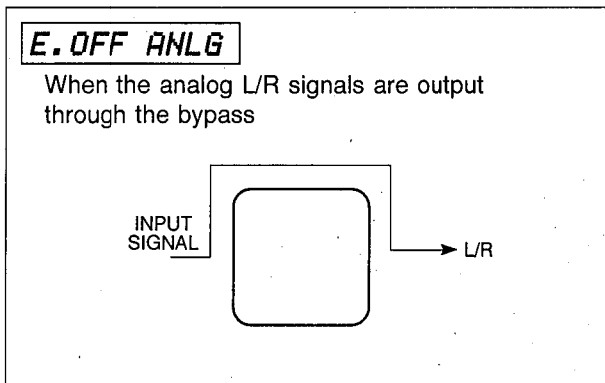 E.OFF ANLG
When the analog L/R signals are output
through the bypass
INPUT
SIGNAL
L/R